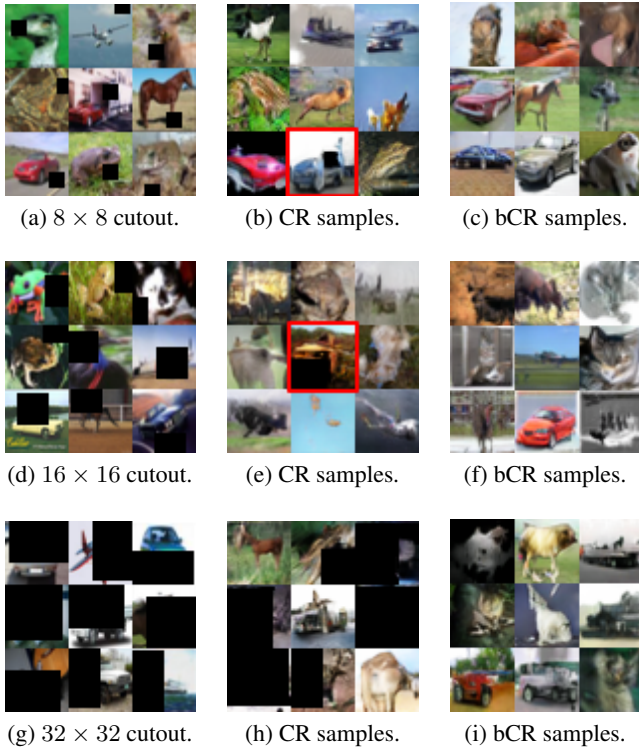 (a) 8 × 8 cutout.
(b) CR samples.
(c) bCR samples.
(d) 16 × 16 cutout.
(e) CR samples.
(f) bCR samples.
(g) 32 × 32 cutout.
(h) CR samples.
(i) bCR samples.